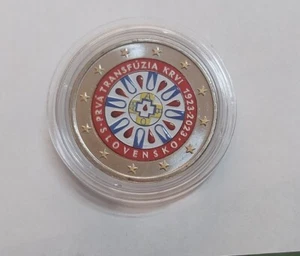 PRVÁ TRANSFÚZIA KRVI 1923-2023
SLOVENSKO